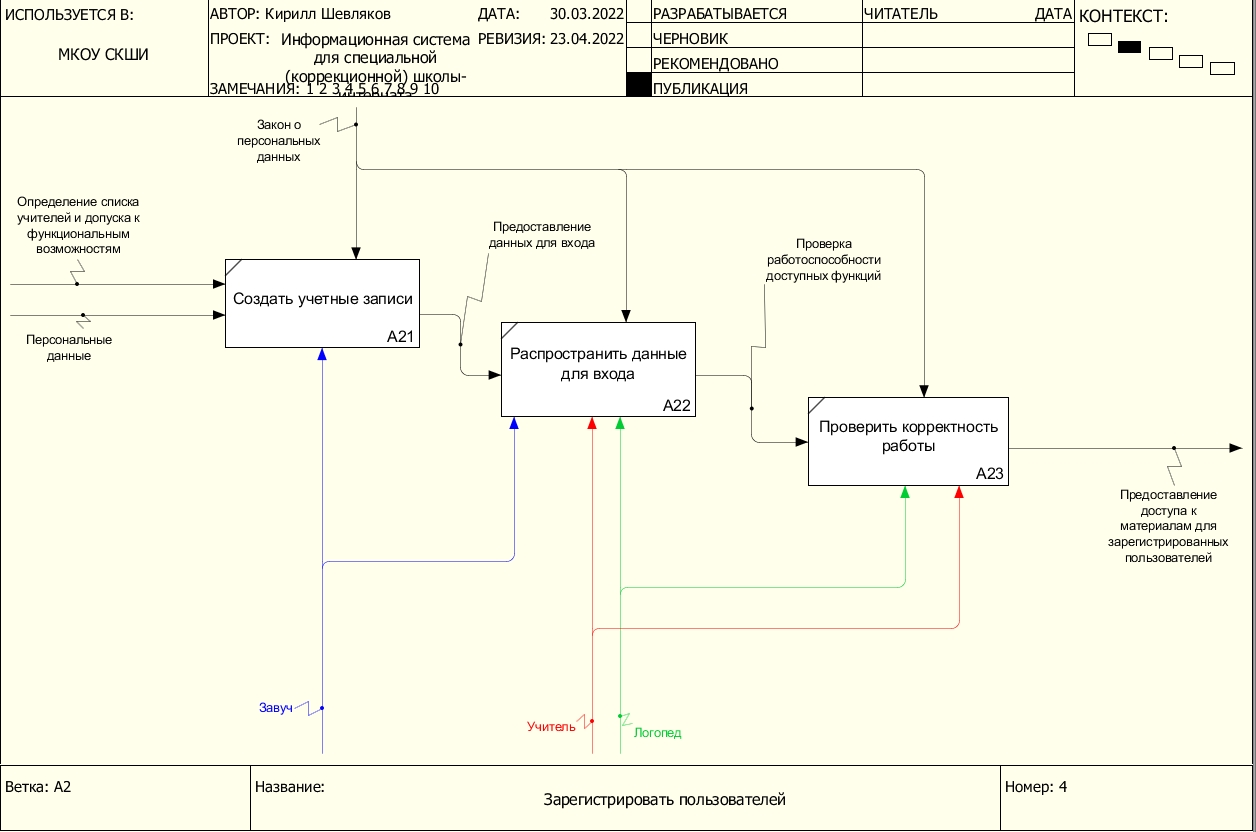 ИСПОЛЬЗУЕТСЯ В:
МКОУ СКШИ
АВТОР: Кирилл Шевляков
ДАТА: 30.03.2022
ПРОЕКТ: Информационная система
для специальной
(коррекционной) школы-
интерната
РЕВИЗИЯ: 23.04.2022
ЗАМЕЧАНИЯ: 1 2 3 4 5 6 7 8 9 10
РАЗРАБАТЫВАЕТСЯ
ЧЕРНОВИК
РЕКОМЕНДОВАНО
ПУБЛИКАЦИЯ
ЧИТАТЕЛЬ
ДАТА
КОНТЕКСТ:
Закон о
персональных
данных
Определение списка
учителей и допуска к
функциональным
возможностям
Персональные
данные
Создать учетные записи
A21
Предоставление
данных для входа
Распространить данные
для входа
A22
Проверка
работоспособности
доступных функций
Проверить корректность
работы
A23
Предоставление
доступа к
материалам для
зарегистрированных
пользователей
Завуч
Учитель
Логопед
Ветка: A2
Название:
Зарегистрировать пользователей
Номер: 4